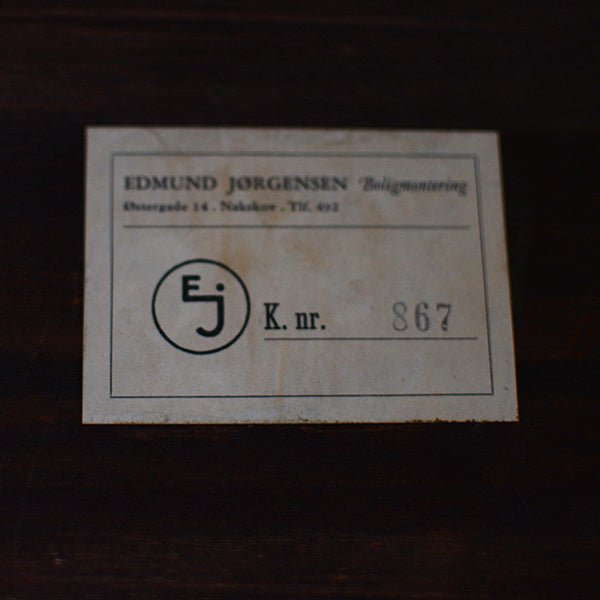 EDMUND JØRGENSEN Boligmontering
Østergade 14 . Nakskov . Tlf. 492
Ej
K. nr. 867